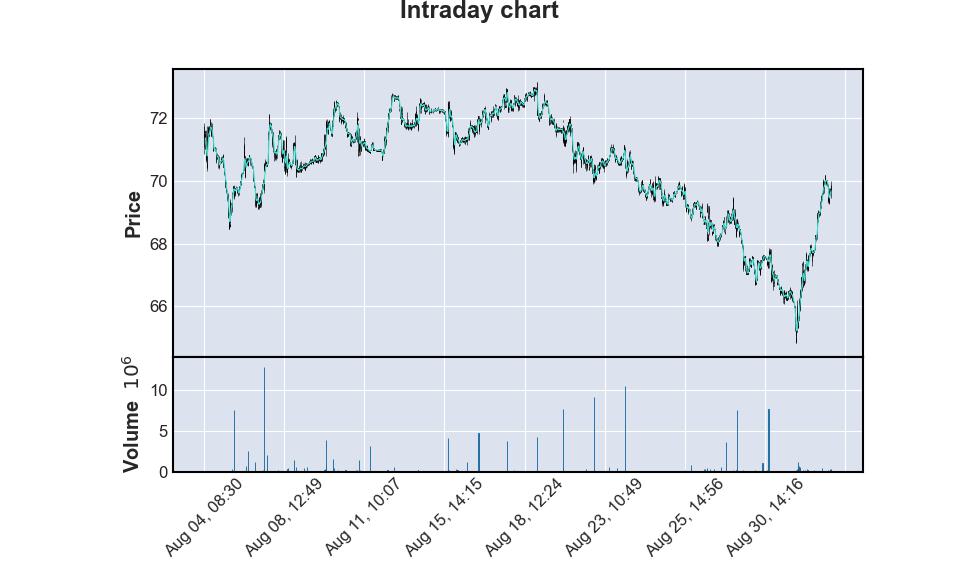 Intraday chart
Price
72
70
68
66
Volume 10⁶
10
5
0
Aug 04, 08:30
Aug 08, 12:49
Aug 11, 10:07
Aug 15, 14:15
Aug 18, 12:24
Aug 23, 10:49
Aug 25, 14:56
Aug 30, 14:16